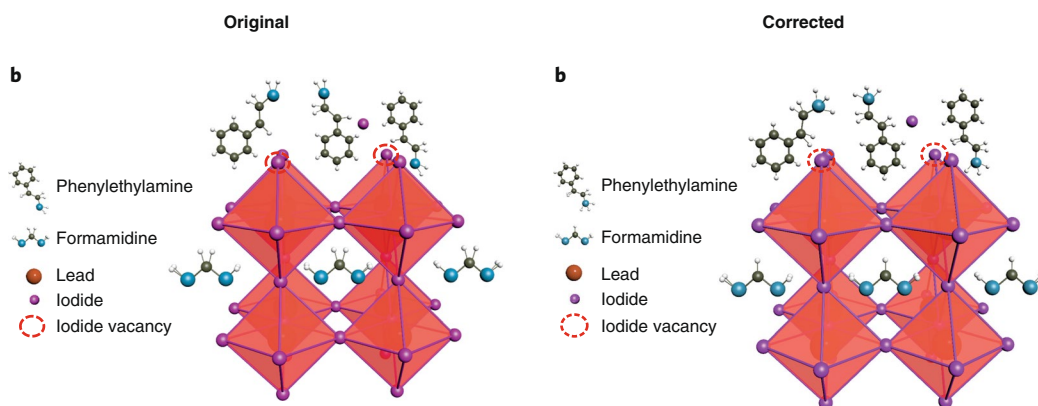 Original
b
Phenylethylamine
Formamidine
Lead
Iodide
Iodide vacancy
Corrected
b
Phenylethylamine
Formamidine
Lead
Iodide
Iodide vacancy